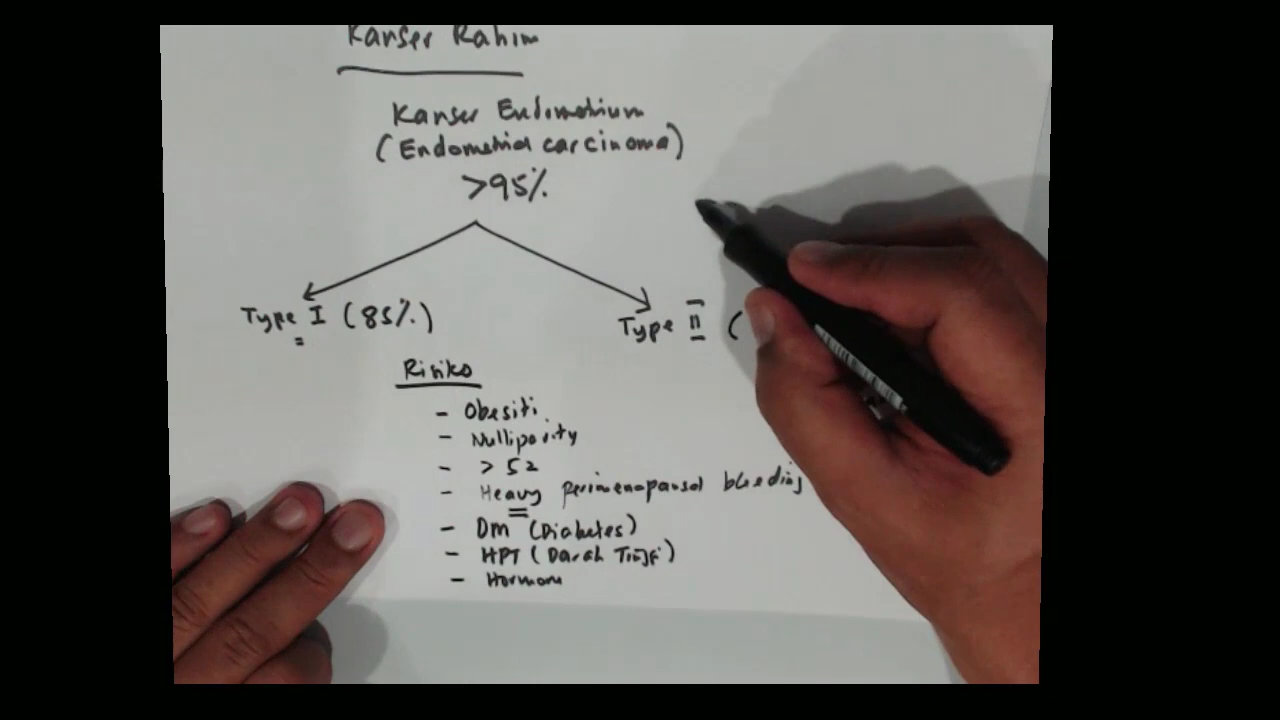 Kanser Rahim
Kanser Endometrium
(Endometrial carcinoma)
>95%
Type I (85%)
Type II (
Risiko
- Obesiti
- Nulliparity
- > 52
- Heavy perimenopausal bleeding
- DM (Diabetes)
- HPT (Darah Tinggi)
- Hormon